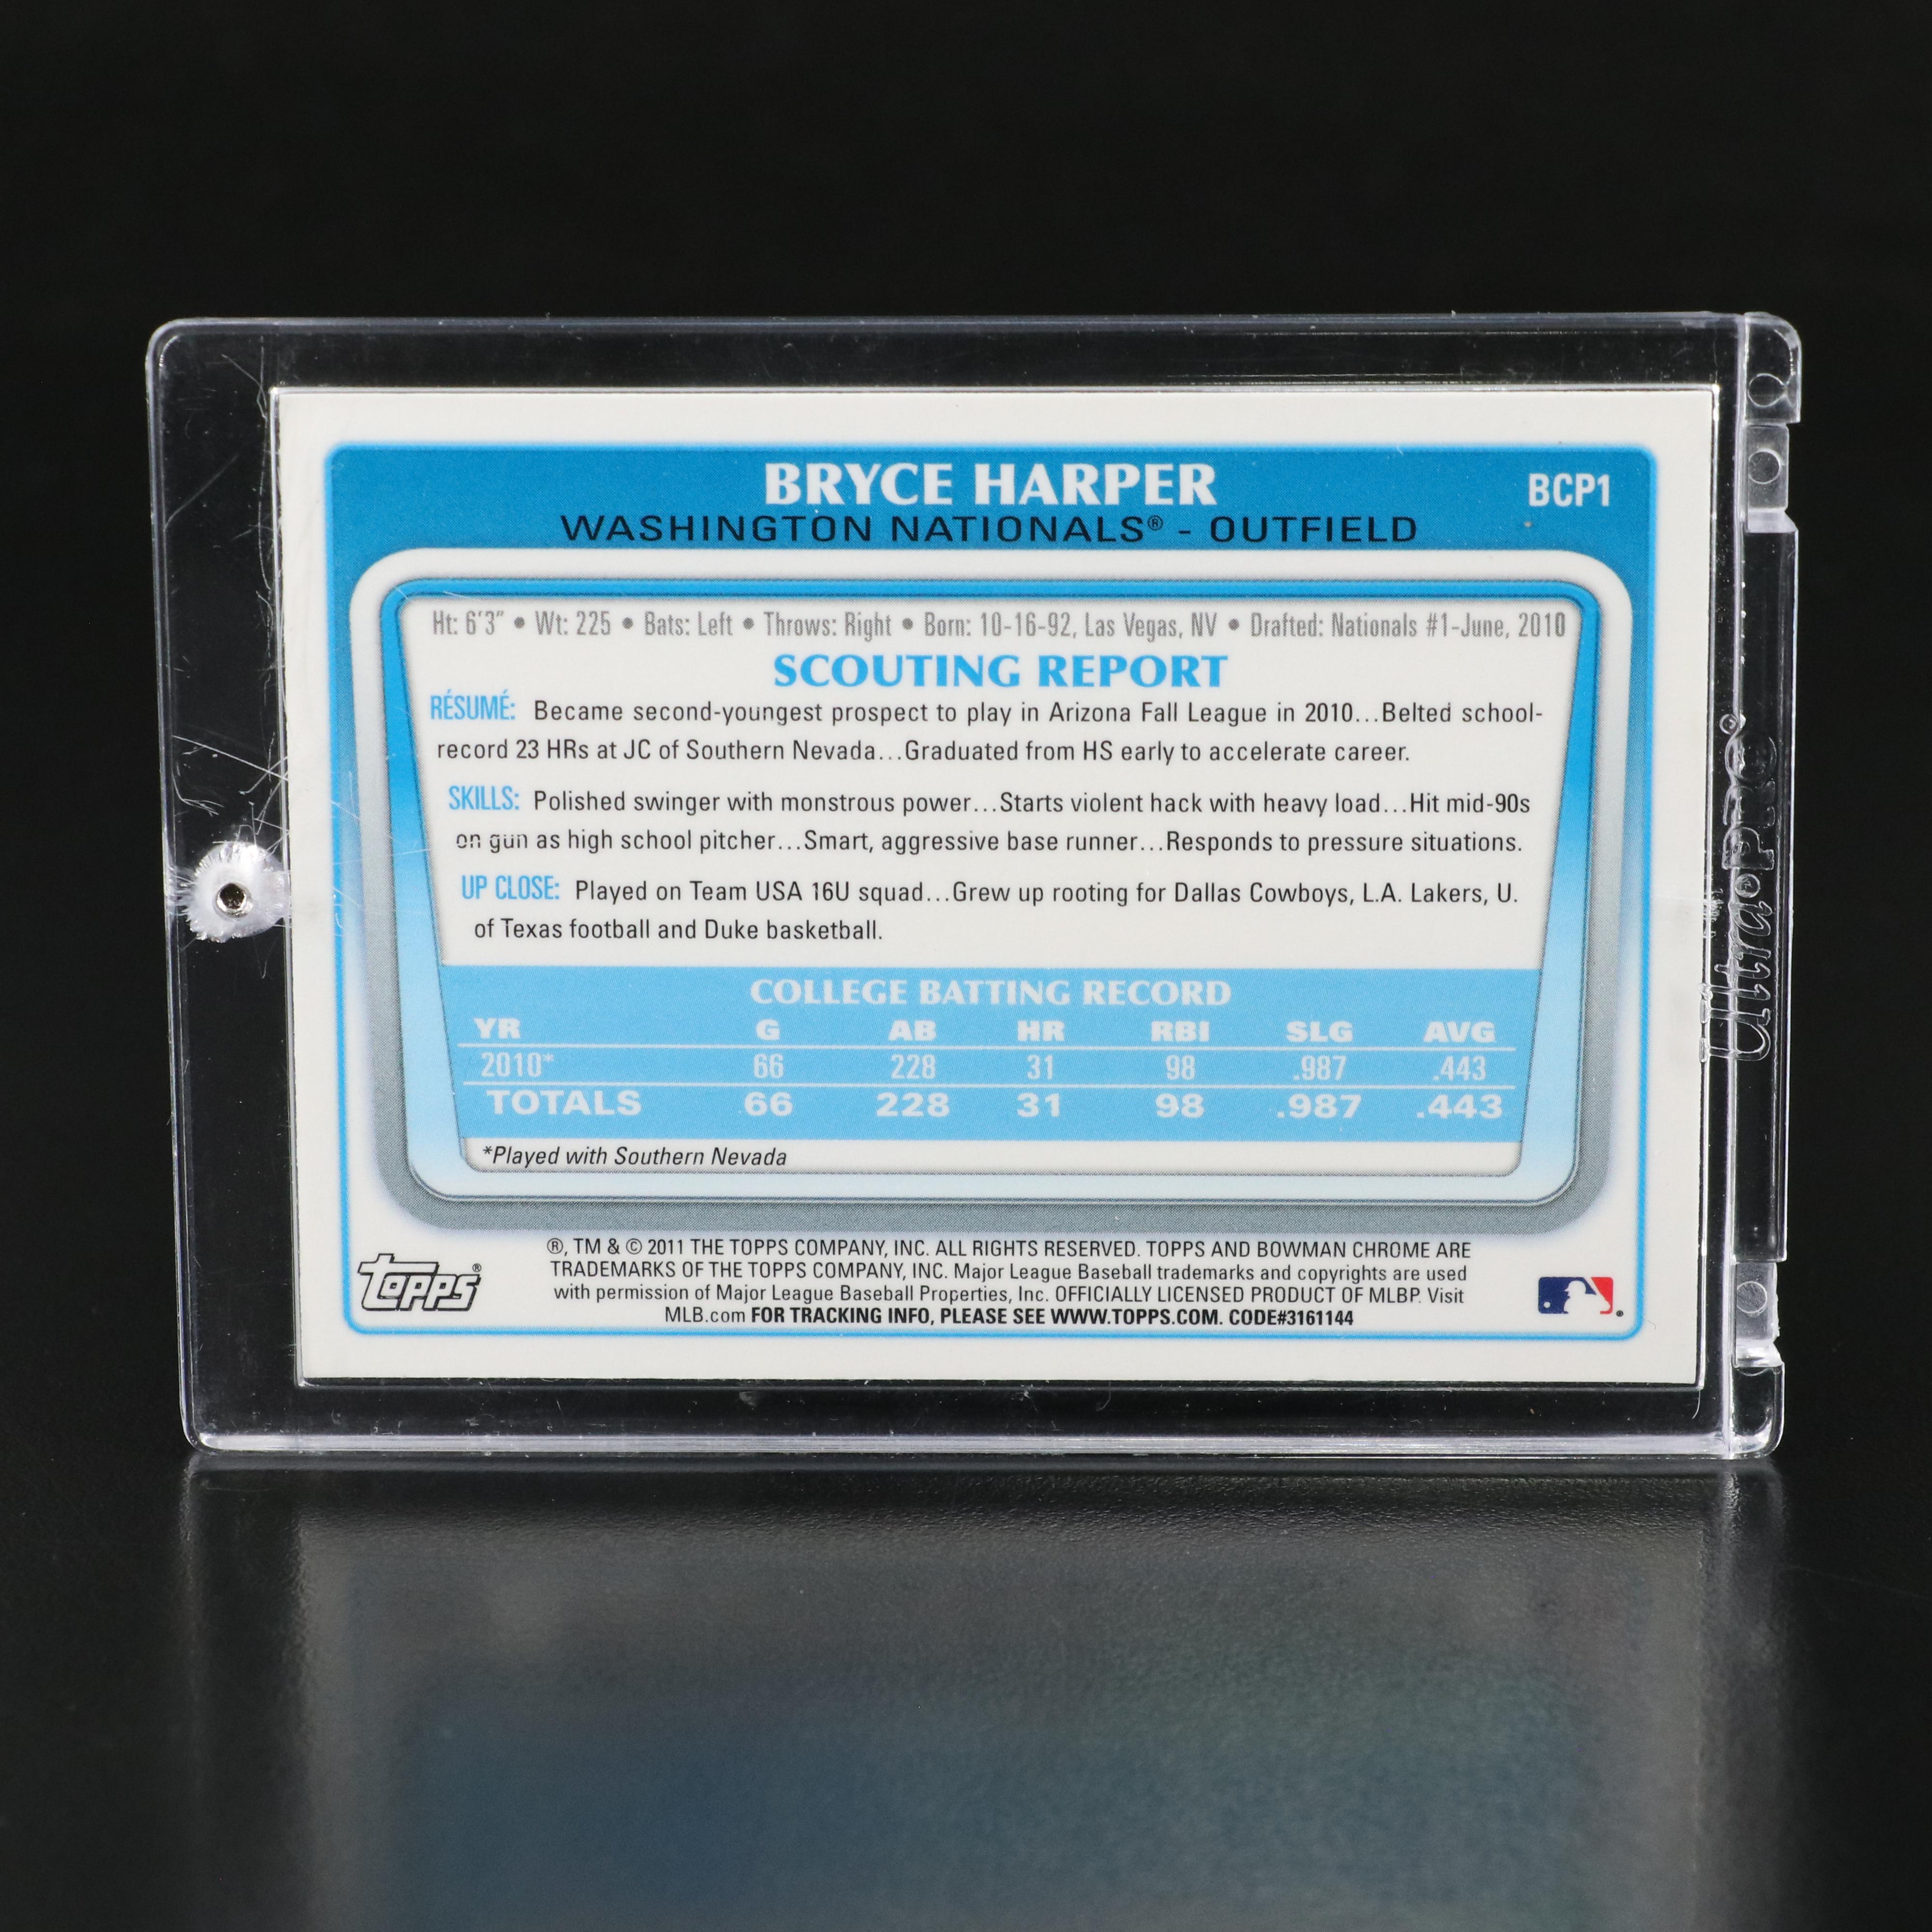 BRYCE HARPER
BCP1
WASHINGTON NATIONALS® - OUTFIELD
Ht: 6'3" • Wt: 225 • Bats: Left • Throws: Right • Born: 10-16-92, Las Vegas, NV • Drafted: Nationals #1-June, 2010
SCOUTING REPORT
RÉSUMÉ: Became second-youngest prospect to play in Arizona Fall League in 2010...Belted school-
record 23 HRs at JC of Southern Nevada...Graduated from HS early to accelerate career.
SKILLS: Polished swinger with monstrous power...Starts violent hack with heavy load...Hit mid-90s
on gun as high school pitcher...Smart, aggressive base runner...Responds to pressure situations.
UP CLOSE: Played on Team USA 16U squad...Grew up rooting for Dallas Cowboys, L.A. Lakers, U.
of Texas football and Duke basketball.
COLLEGE BATTING RECORD
YR G AB HR RBI SLG AVG
2010* 66 228 31 98 .987 .443
TOTALS 66 228 31 98 .987 .443
*Played with Southern Nevada
®, TM & © 2011 THE TOPPS COMPANY, INC. ALL RIGHTS RESERVED. TOPPS AND BOWMAN CHROME ARE
TRADEMARKS OF THE TOPPS COMPANY, INC. Major League Baseball trademarks and copyrights are used
with permission of Major League Baseball Properties, Inc. OFFICIALLY LICENSED PRODUCT OF MLBP. Visit
MLB.com FOR TRACKING INFO, PLEASE SEE WWW.TOPPS.COM. CODE#3161144
topps®
Ultra•PRO®